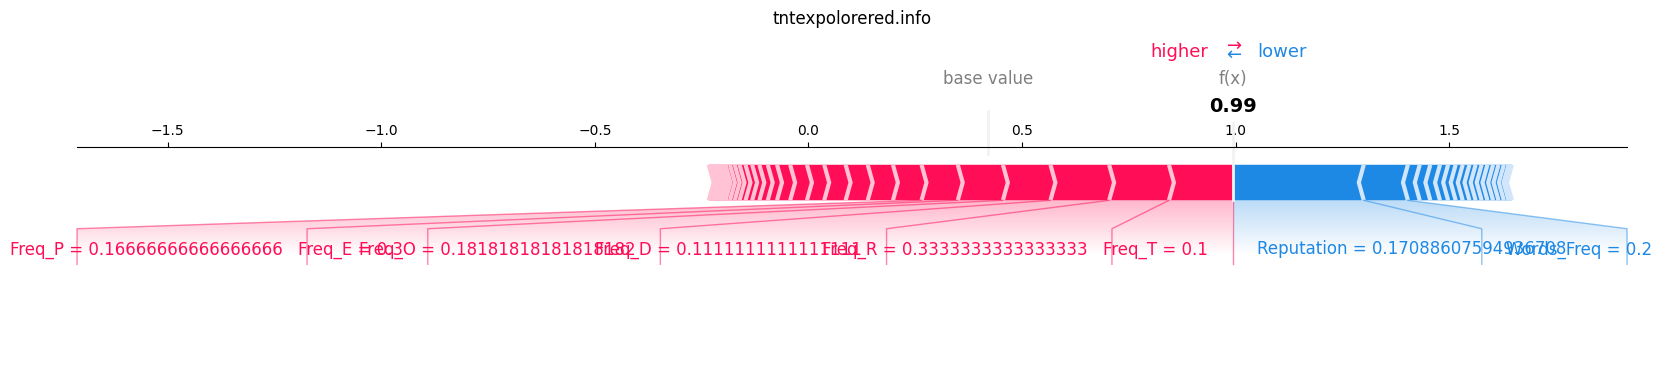 tntexpolorered.info
higher ⇄ lower
base value f(x)
0.99
−1.5 −1.0 −0.5 0.0 0.5 1.0 1.5
Freq_P = 0.16666666666666666 Freq_E = 0.3 Freq_O = 0.18181818181818182 Freq_D = 0.1111111111111111 Freq_R = 0.3333333333333333 Freq_T = 0.1 Reputation = 0.17088607594936708 Words_Freq = 0.2